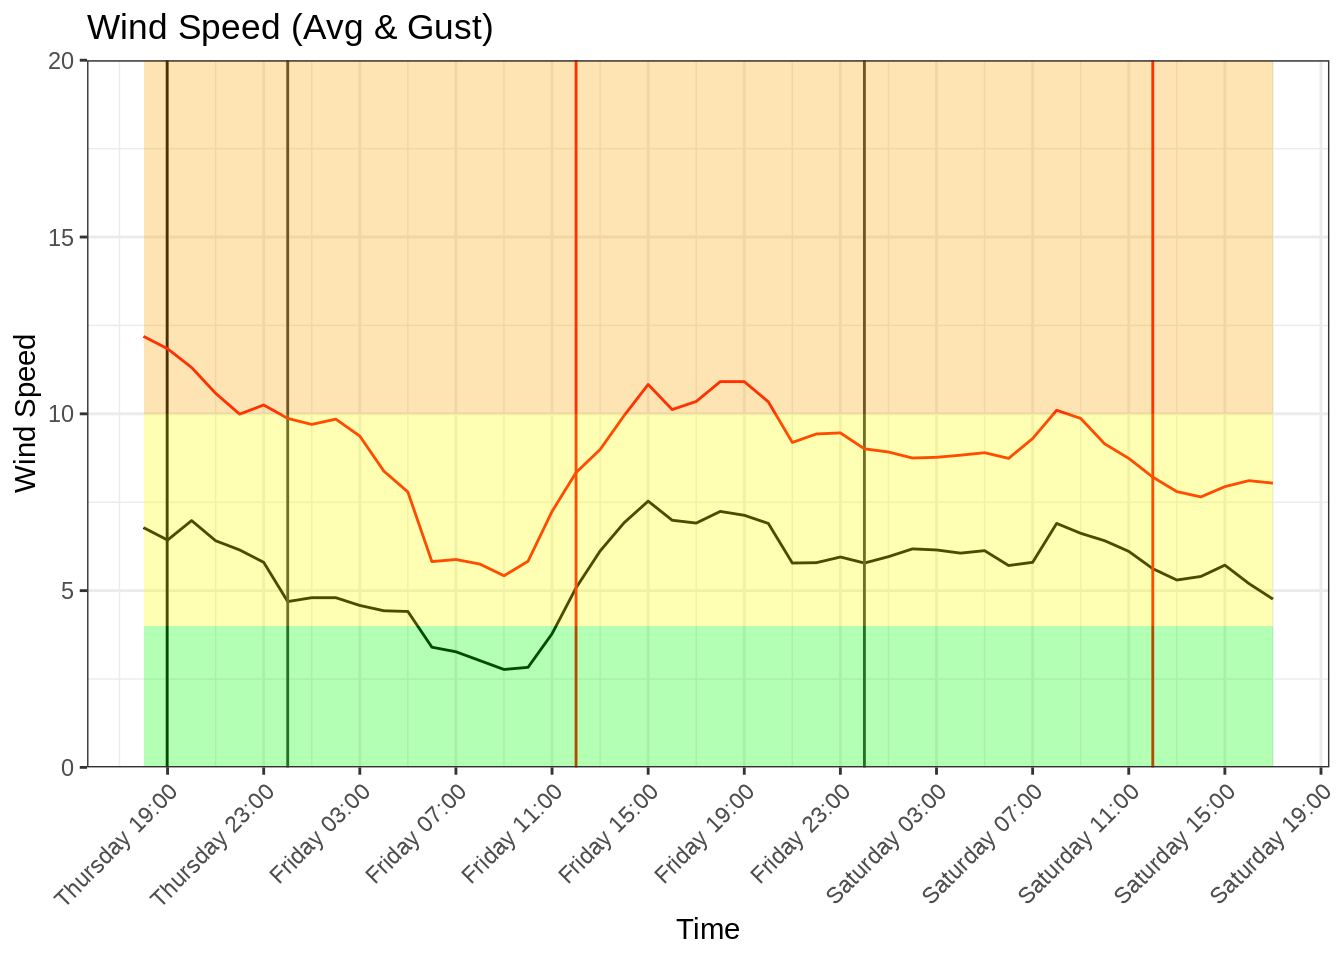 Wind Speed (Avg & Gust)
20
15
10
5
0
Wind Speed
Thursday 19:00
Thursday 23:00
Friday 03:00
Friday 07:00
Friday 11:00
Friday 15:00
Friday 19:00
Friday 23:00
Saturday 03:00
Saturday 07:00
Saturday 11:00
Saturday 15:00
Saturday 19:00
Time